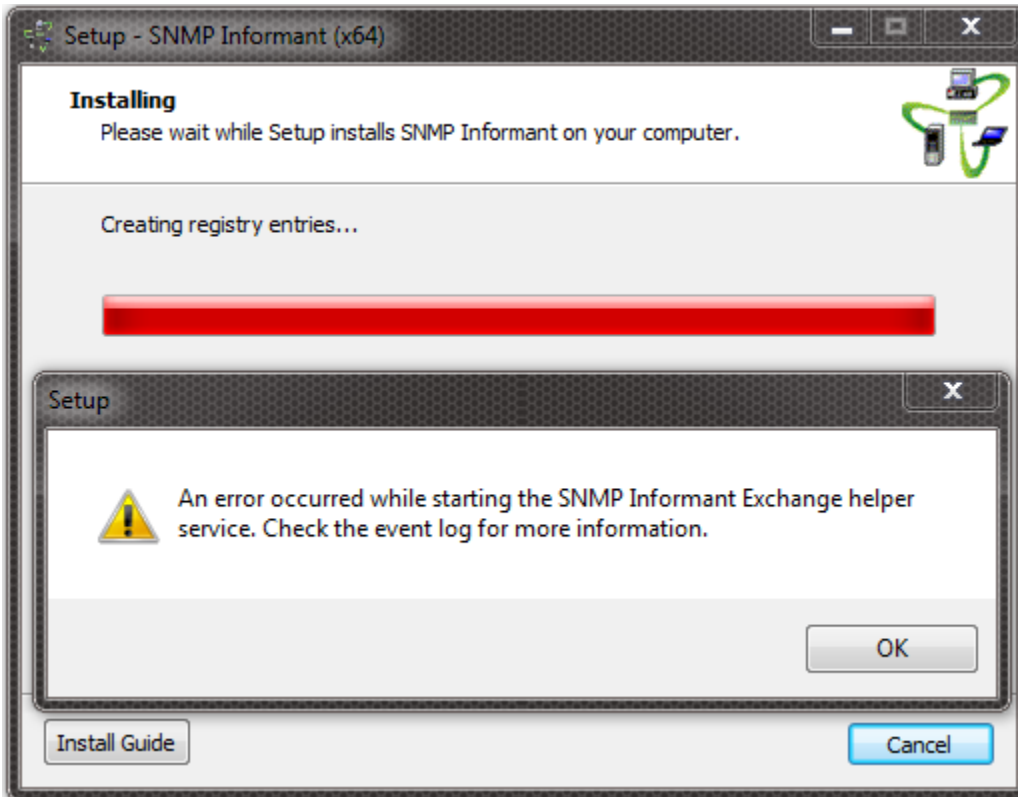 Setup - SNMP Informant (x64)
Installing
Please wait while Setup installs SNMP Informant on your computer.
Creating registry entries...
Setup
An error occurred while starting the SNMP Informant Exchange helper
service. Check the event log for more information.
OK
Install Guide
Cancel